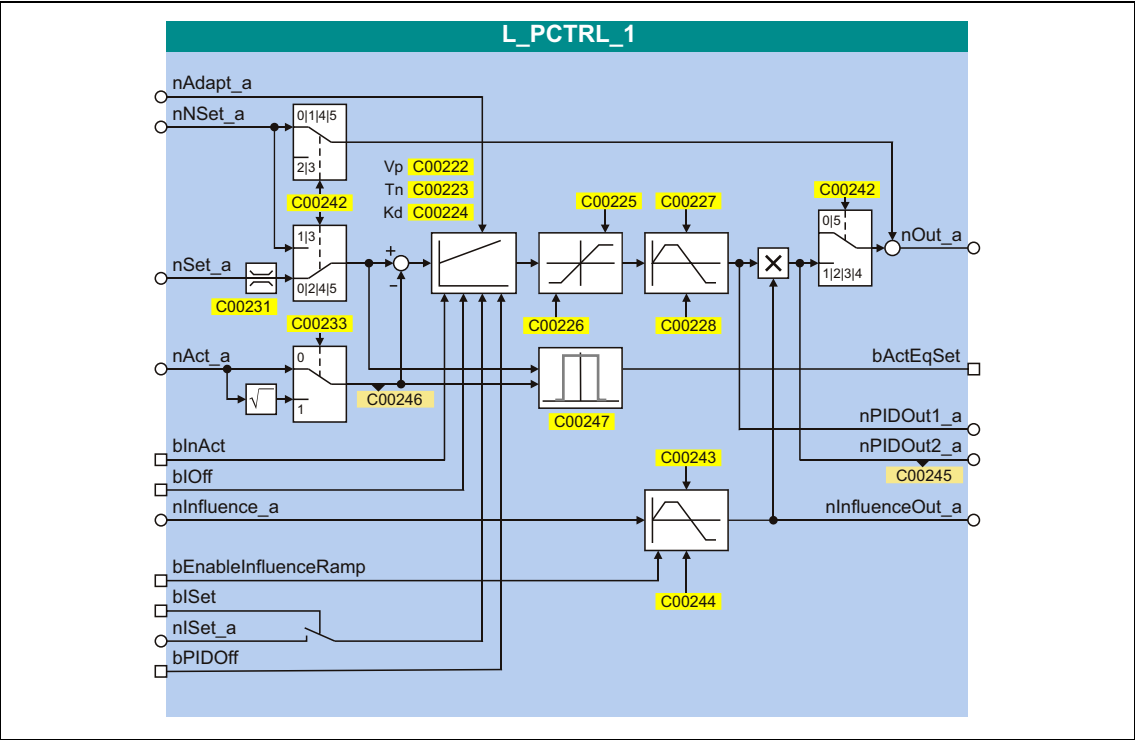 L_PCTRL_1
nAdapt_a
nNSet_a
0|1|4|5
2|3
C00242
Vp C00222
Tn C00223
Kd C00224
C00225
C00227
C00242
0|5
1|2|3|4
nOut_a
1|3
0|2|4|5
+
−
nSet_a
C00231
C00226
C00228
C00233
nAct_a
0
1
√
C00246
C00247
bActEqSet
nPIDOut1_a
nPIDOut2_a
C00245
bInAct
bIOff
C00243
nInfluence_a
nInfluenceOut_a
bEnableInfluenceRamp
C00244
bISet
nISet_a
bPIDOff